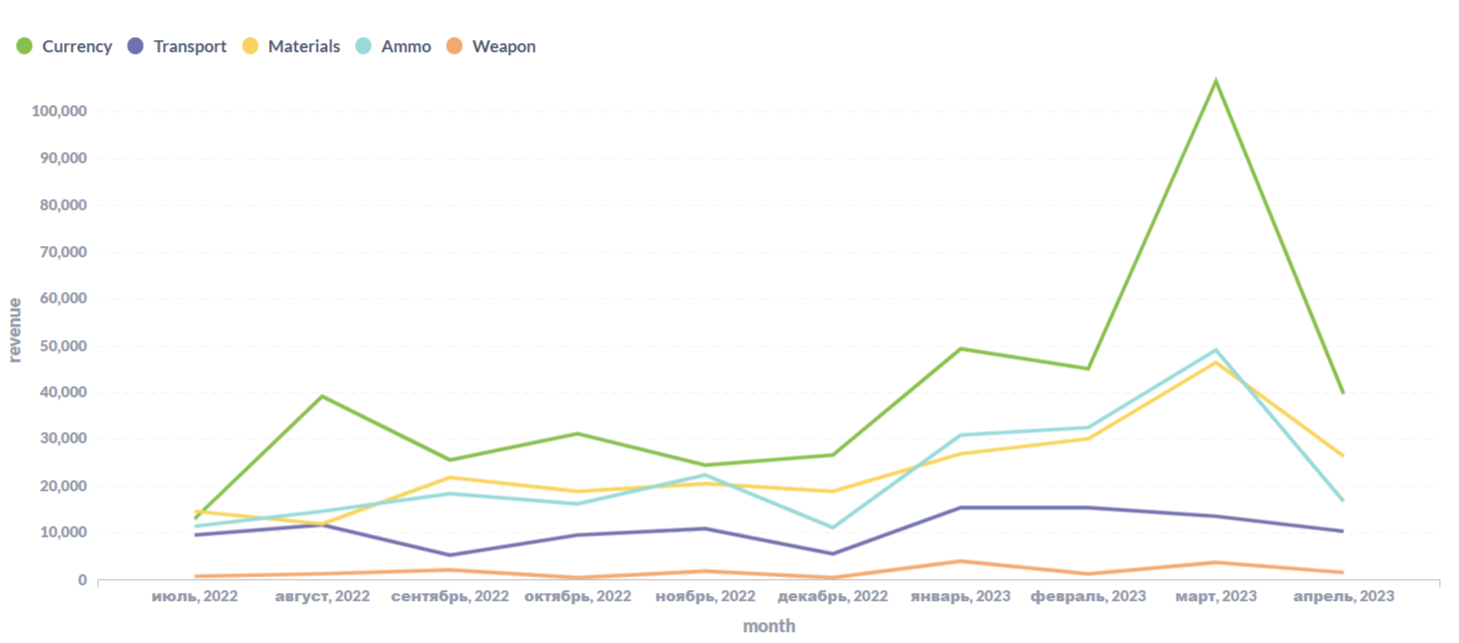 Currency Transport Materials Ammo Weapon
100,000
90,000
80,000
70,000
60,000
50,000
40,000
30,000
20,000
10,000
0
revenue
июль, 2022 август, 2022 сентябрь, 2022 октябрь, 2022 ноябрь, 2022 декабрь, 2022 январь, 2023 февраль, 2023 март, 2023 апрель, 2023
month